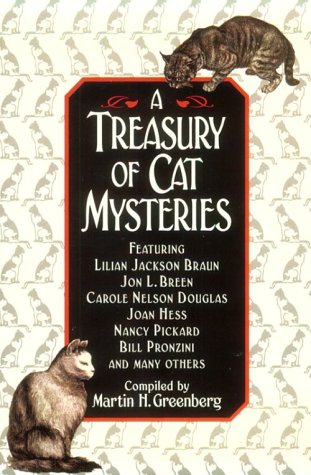 A
TREASURY
OF CAT
MYSTERIES
FEATURING
LILIAN JACKSON BRAUN
JON L. BREEN
CAROLE NELSON DOUGLAS
JOAN HESS
NANCY PICKARD
BILL PRONZINI
AND MANY OTHERS
Compiled by
MARTIN H. GREENBERG